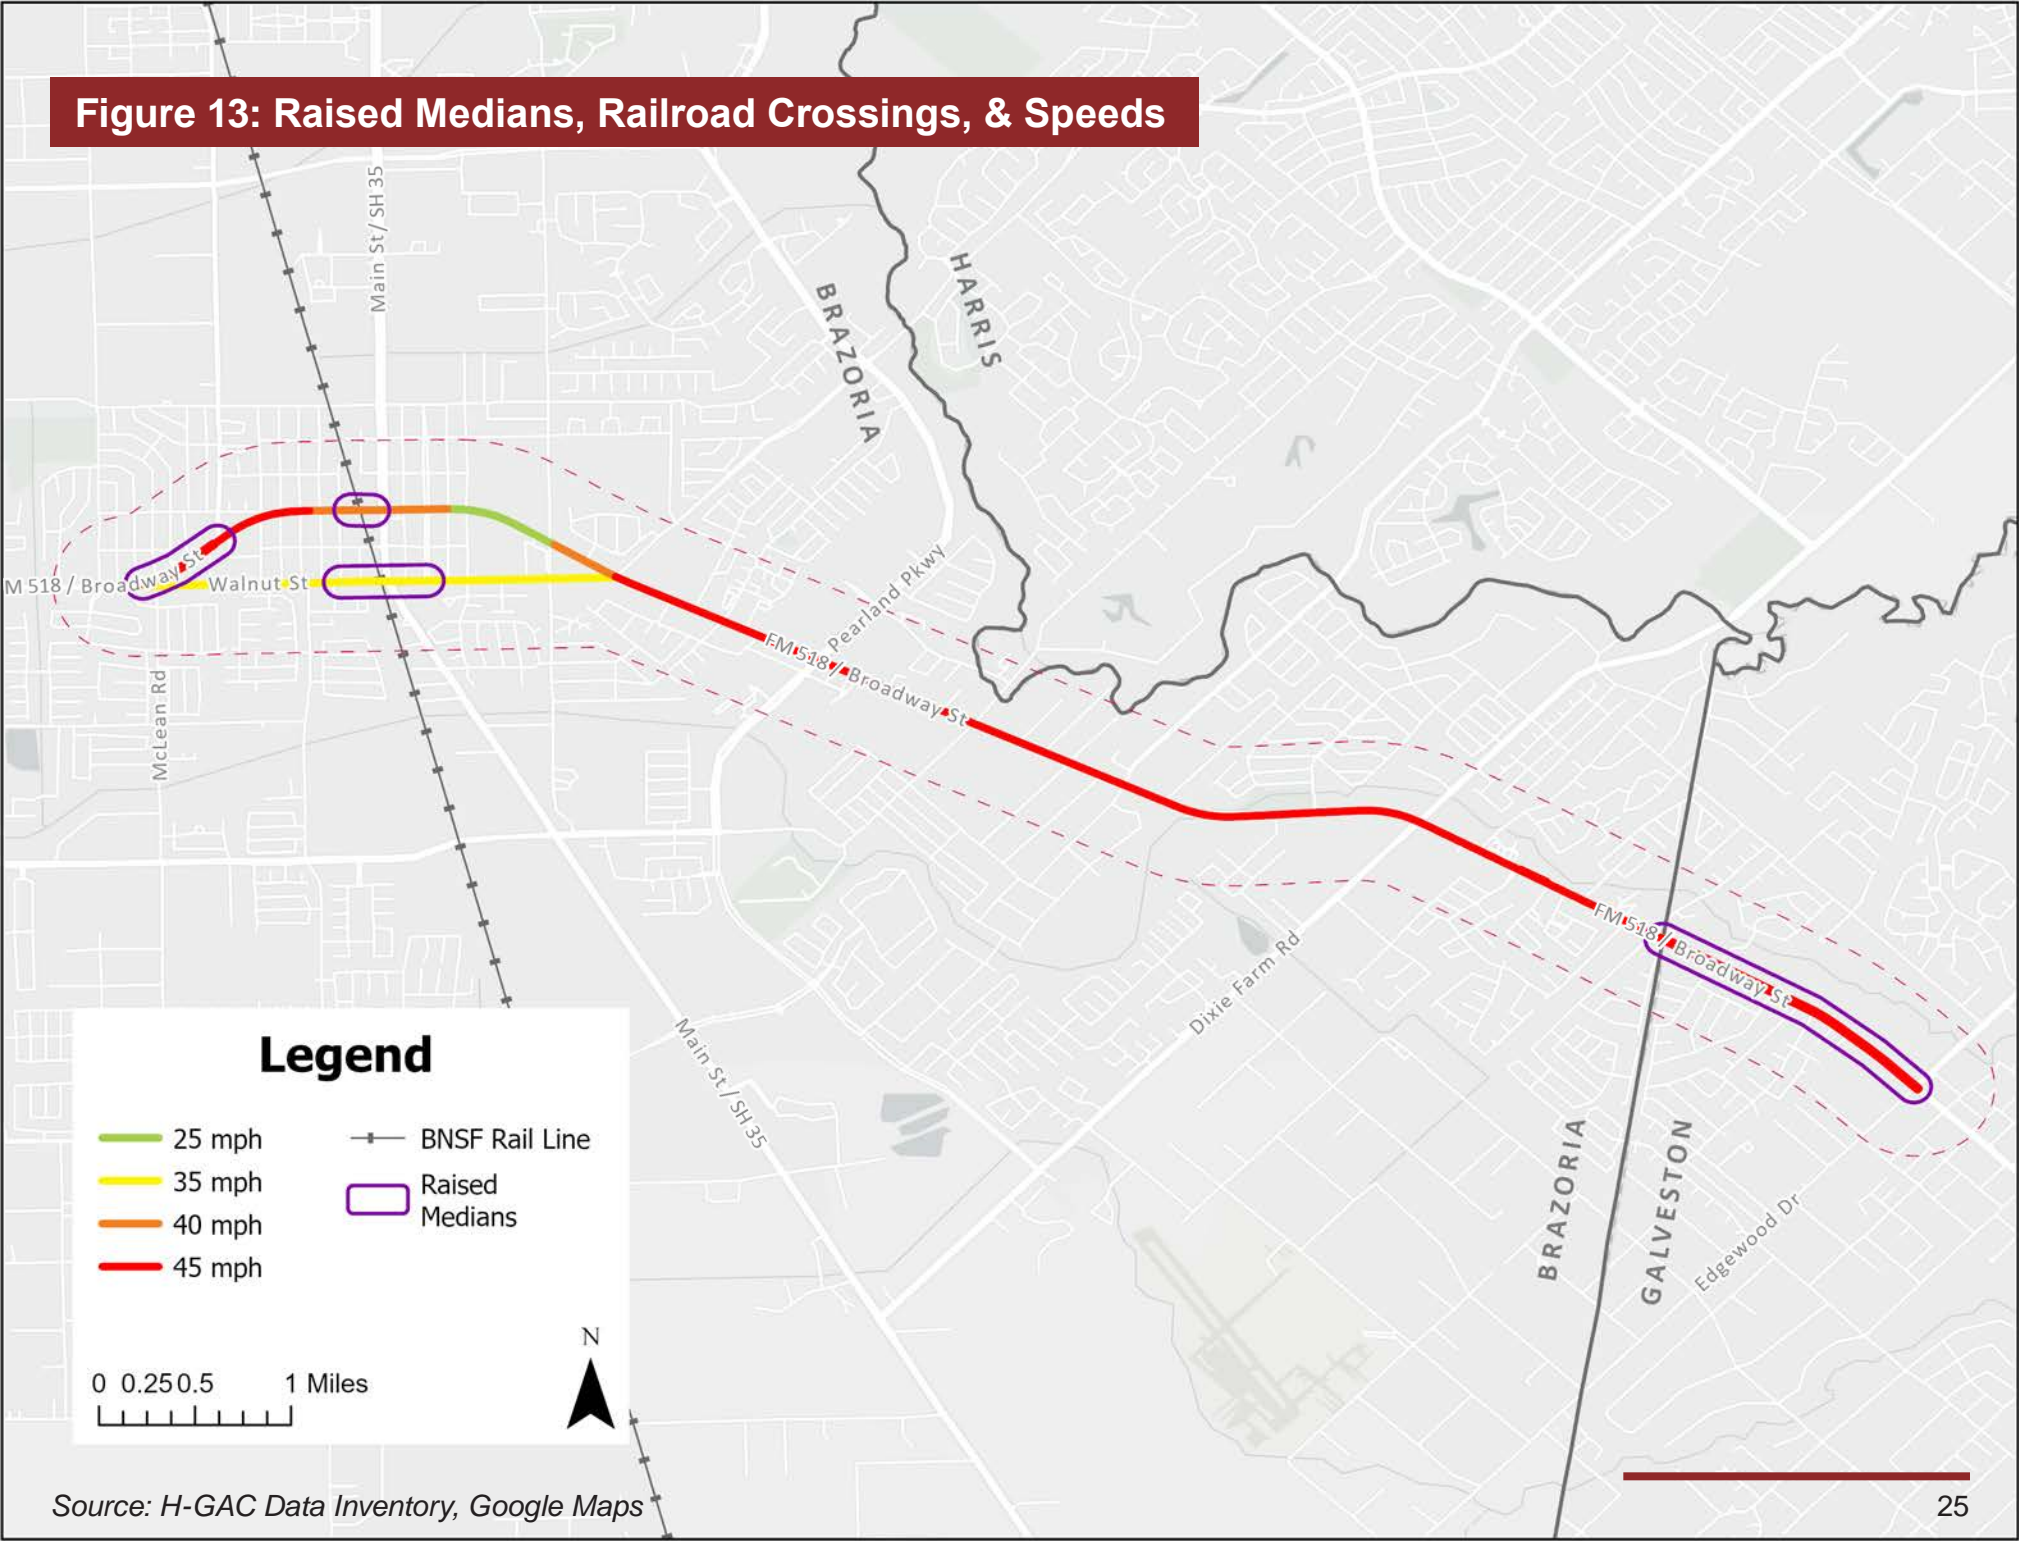 Figure 13: Raised Medians, Railroad Crossings, & Speeds
Main St / SH 35
HARRIS
BRAZORIA
M 518 / Broadway St
Walnut St
Pearland Pkwy
FM 518 / Broadway St
McLean Rd
FM 518 / Broadway St
Dixie Farm Rd
Main St / SH 35
BRAZORIA
GALVESTON
Edgewood Dr
Legend
25 mph
35 mph
40 mph
45 mph
BNSF Rail Line
Raised
Medians
0 0.25 0.5 1 Miles
N
Source: H-GAC Data Inventory, Google Maps
25